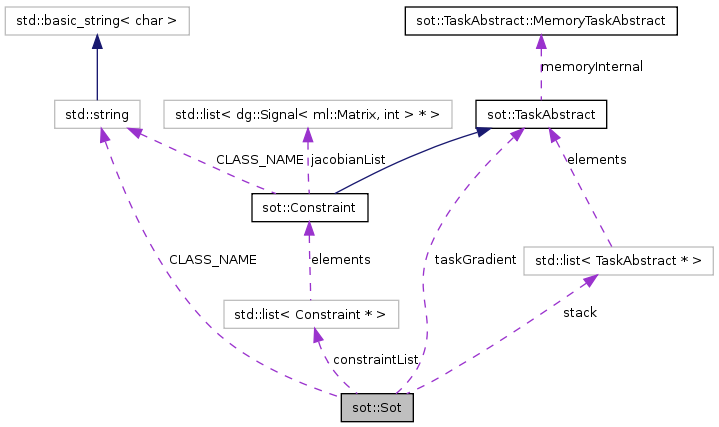 std::basic_string< char >
sot::TaskAbstract::MemoryTaskAbstract
memoryInternal
std::string
std::list< dg::Signal< ml::Matrix, int > * >
sot::TaskAbstract
CLASS_NAME
jacobianList
elements
sot::Constraint
CLASS_NAME
elements
taskGradient
std::list< TaskAbstract * >
std::list< Constraint * >
stack
constraintList
sot::Sot